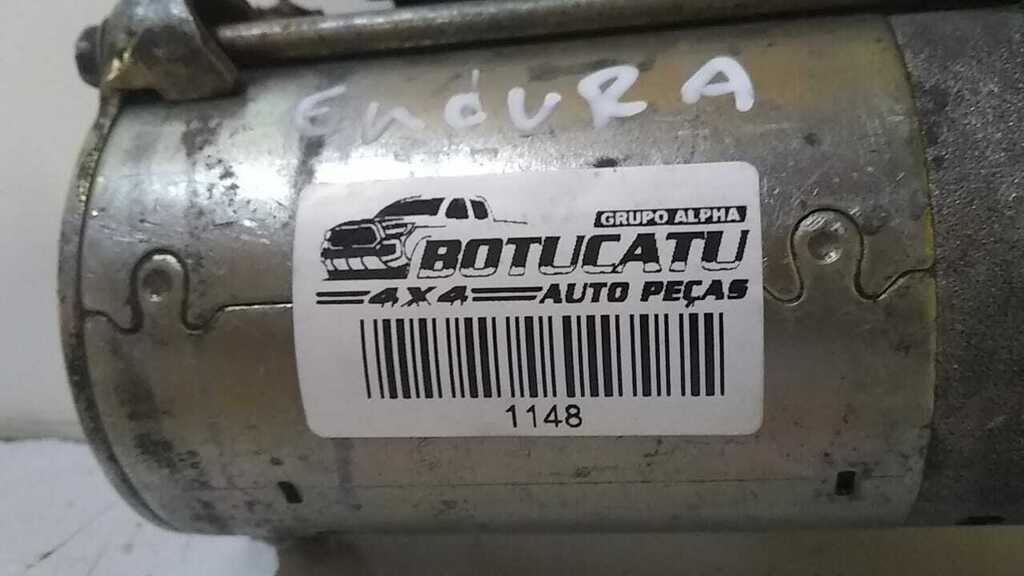 ENdURA
GRUPO ALPHA
BOTUCATU
4X4 AUTO PEÇAS
1148